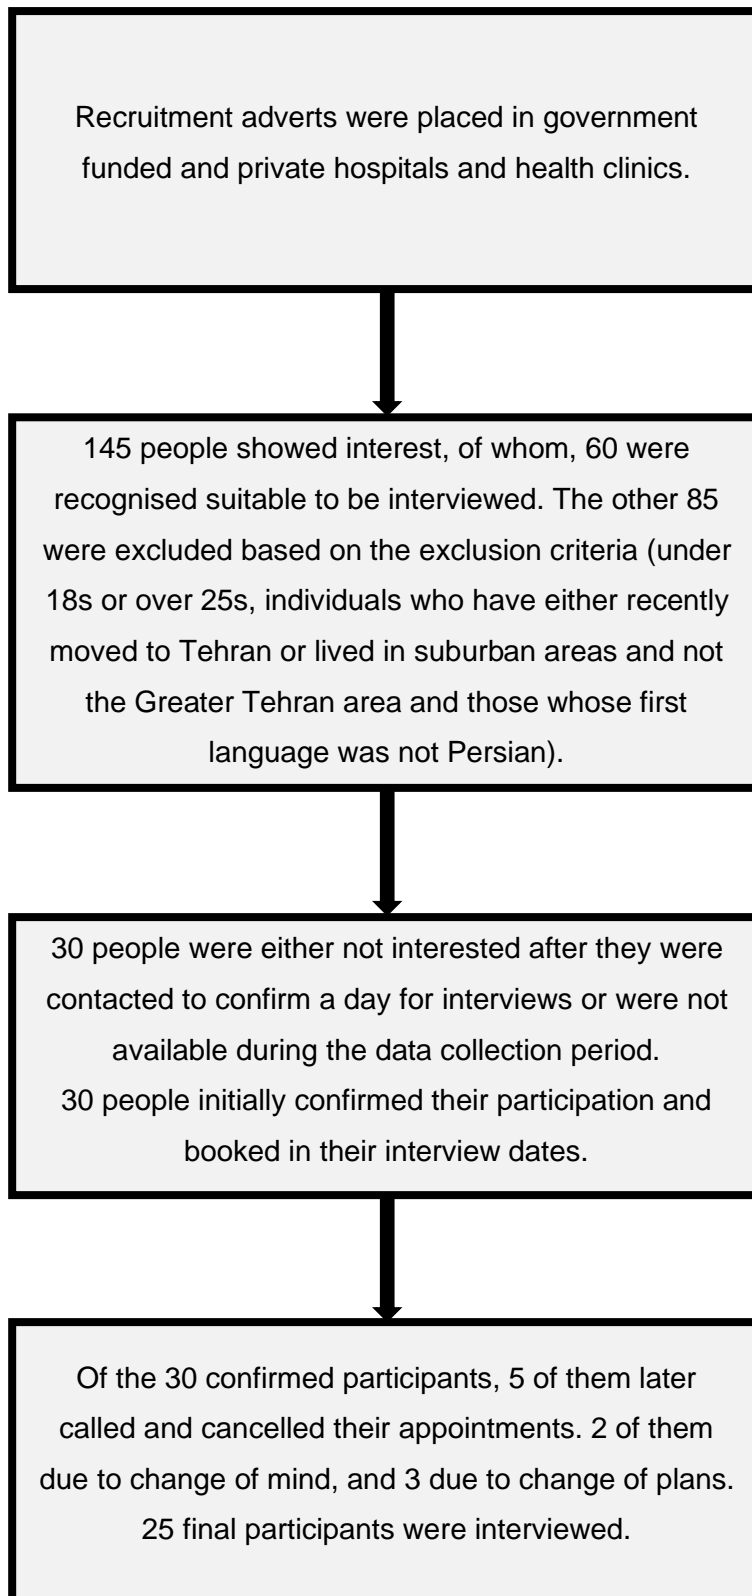 Recruitment adverts were placed in government
funded and private hospitals and health clinics.
145 people showed interest, of whom, 60 were
recognised suitable to be interviewed. The other 85
were excluded based on the exclusion criteria (under
18s or over 25s, individuals who have either recently
moved to Tehran or lived in suburban areas and not
the Greater Tehran area and those whose first
language was not Persian).
30 people were either not interested after they were
contacted to confirm a day for interviews or were not
available during the data collection period.
30 people initially confirmed their participation and
booked in their interview dates.
Of the 30 confirmed participants, 5 of them later
called and cancelled their appointments. 2 of them
due to change of mind, and 3 due to change of plans.
25 final participants were interviewed.